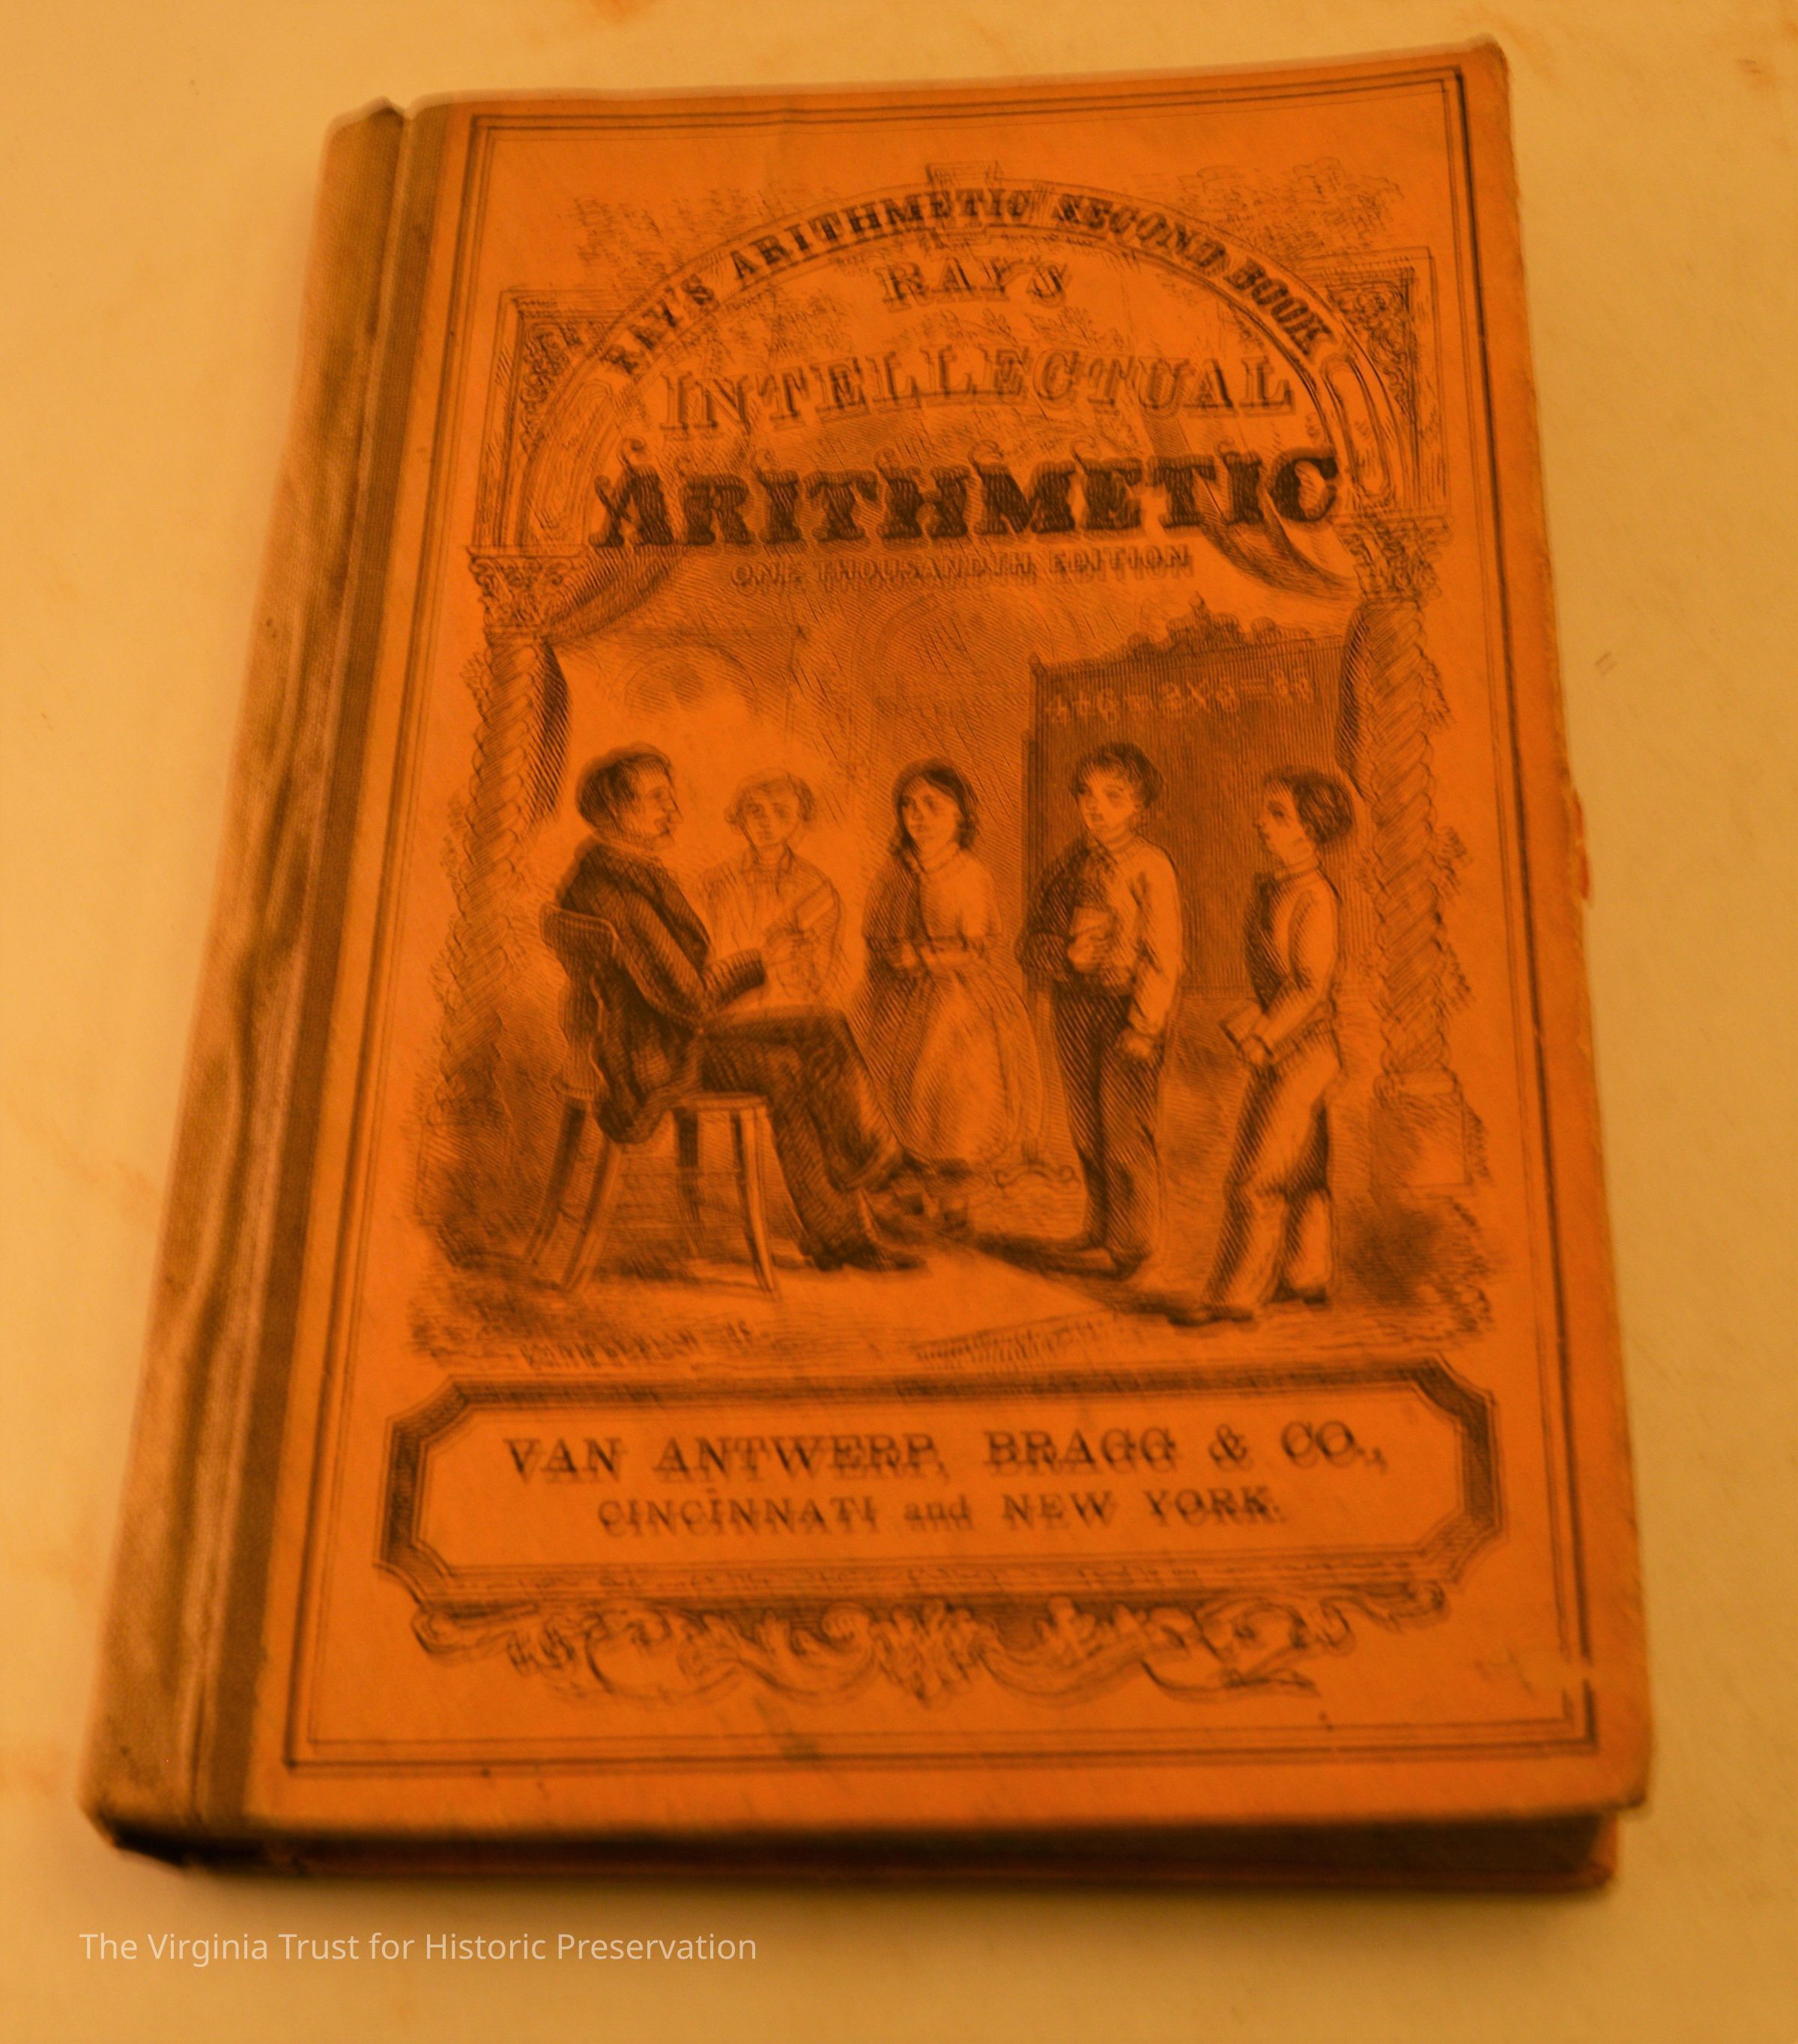 RAY'S ARITHMETIC SECOND BOOK
RAY'S
INTELLECTUAL
ARITHMETIC
ONE THOUSANDTH EDITION
VAN ANTWERP, BRAGG & CO.,
CINCINNATI and NEW YORK.
The Virginia Trust for Historic Preservation